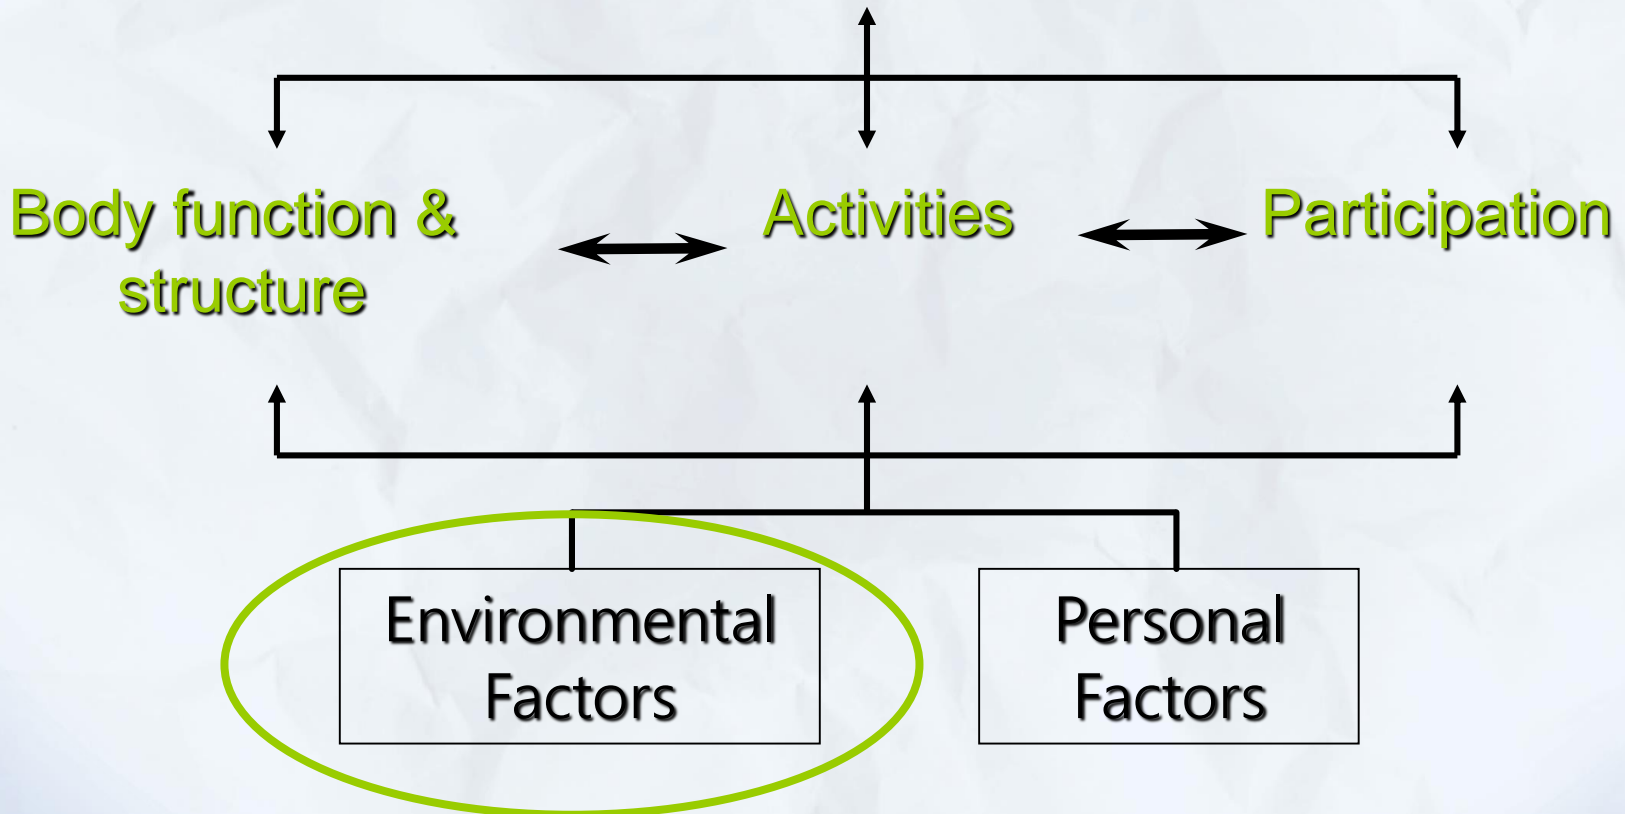 Body function &
structure
Activities
Participation
Environmental
Factors
Personal
Factors